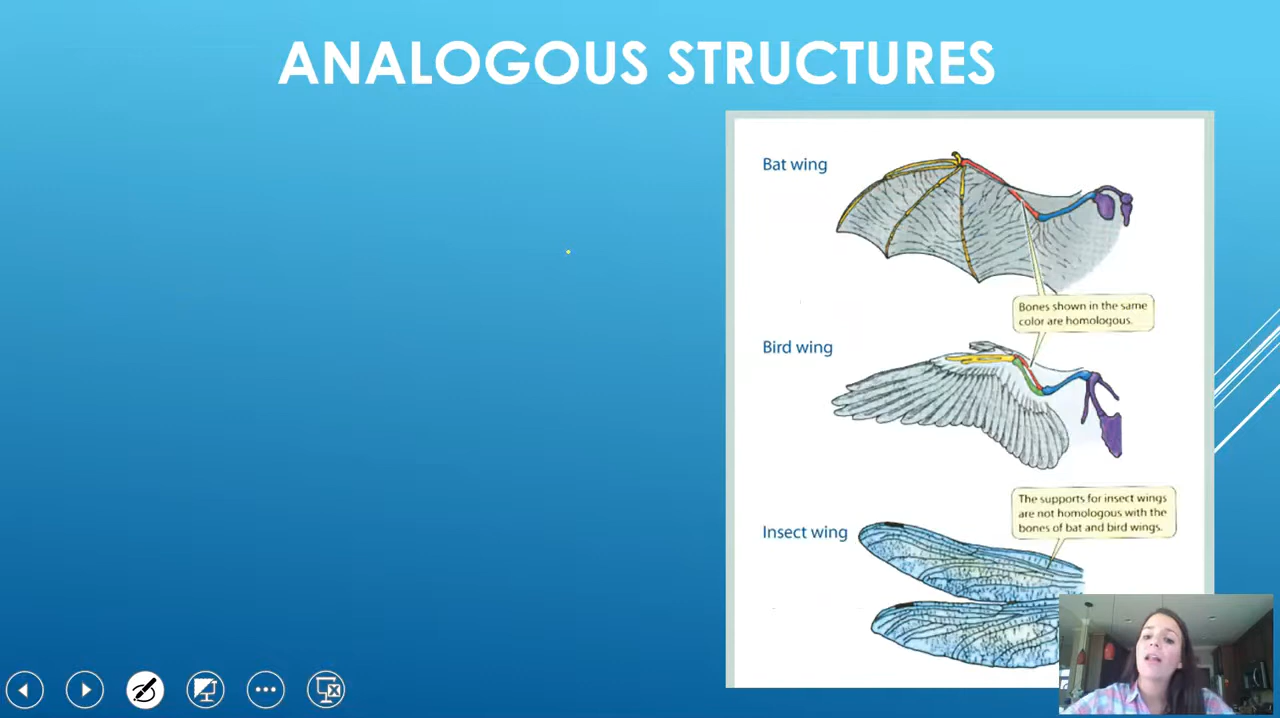 ANALOGOUS STRUCTURES
Bat wing
Bones shown in the same
color are homologous.
Bird wing
The supports for insect wings
are not homologous with the
bones of bat and bird wings.
Insect wing